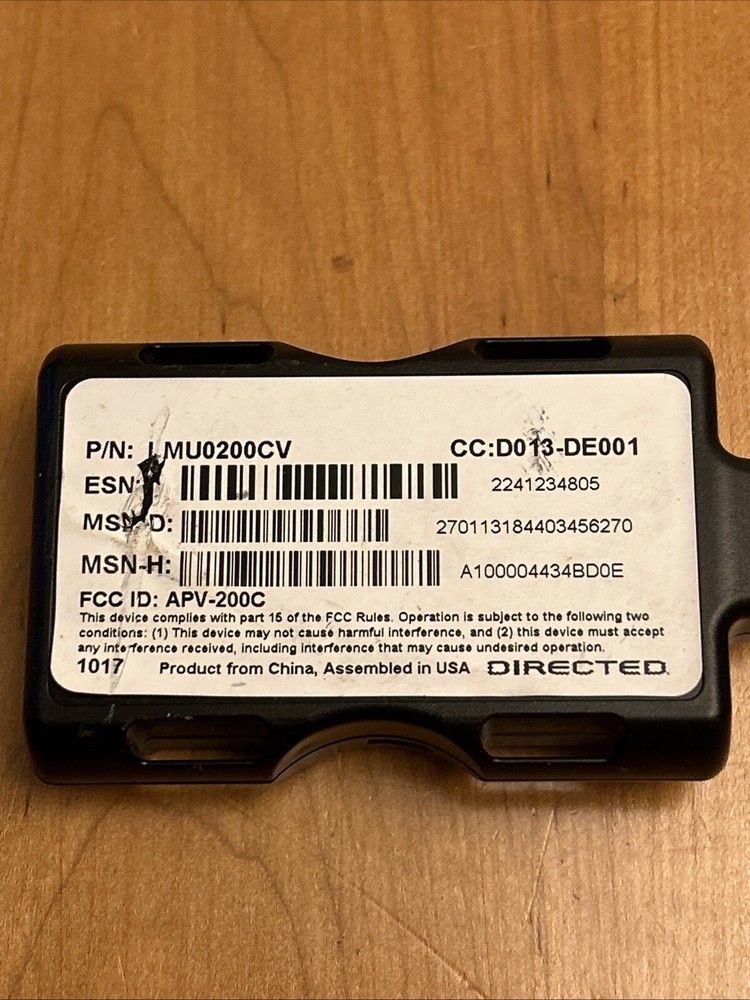 P/N: LMU0200CV CC:D013-DE001
ESN: 2241234805
MSN-D: 270113184403456270
MSN-H: A100004434BD0E
FCC ID: APV-200C
This device complies with part 15 of the FCC Rules. Operation is subject to the following two
conditions: (1) This device may not cause harmful interference, and (2) this device must accept
any interference received, including interference that may cause undesired operation.
1017 Product from China, Assembled in USA DIRECTED